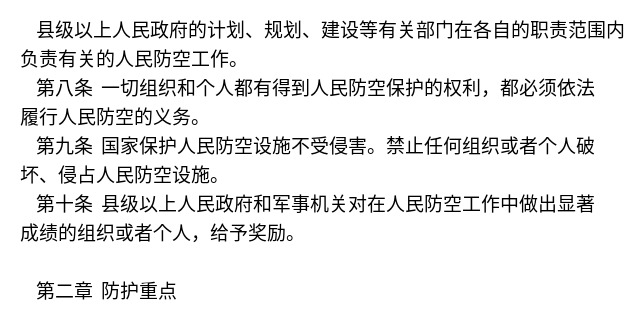 县级以上人民政府的计划、规划、建设等有关部门在各自的职责范围内
负责有关的人民防空工作。
第八条 一切组织和个人都有得到人民防空保护的权利，都必须依法
履行人民防空的义务。
第九条 国家保护人民防空设施不受侵害。禁止任何组织或者个人破
坏、侵占人民防空设施。
第十条 县级以上人民政府和军事机关对在人民防空工作中做出显著
成绩的组织或者个人，给予奖励。
第二章 防护重点